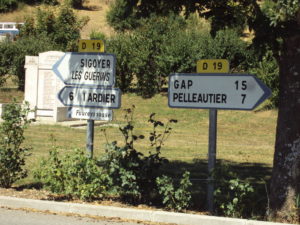 D 19
SIGOYER
LES GUERINS
6 TARDIER
D 19
GAP 15
PELLEAUTIER 7